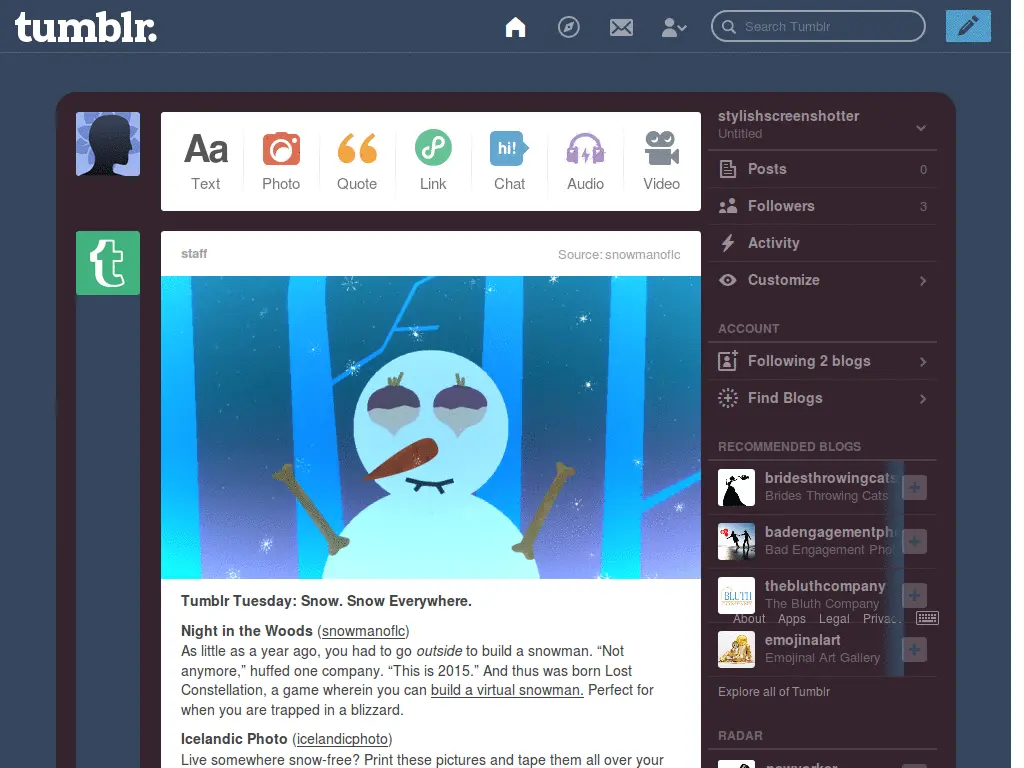 tumblr.
Search Tumblr
Aa
hi!
Text
Photo
Quote
Link
Chat
Audio
Video
staff
Source: snowmanoflc
Tumblr Tuesday: Snow. Snow Everywhere.
Night in the Woods (snowmanoflc)
As little as a year ago, you had to go outside to build a snowman. “Not
anymore,” huffed one company. “This is 2015.” And thus was born Lost
Constellation, a game wherein you can build a virtual snowman. Perfect for
when you are trapped in a blizzard.
Icelandic Photo (icelandicphoto)
Live somewhere snow-free? Print these pictures and tape them all over your
stylishscreenshotter
Untitled
Posts 0
Followers 3
Activity
Customize
ACCOUNT
Following 2 blogs
Find Blogs
RECOMMENDED BLOGS
bridesthrowingcats
Brides Throwing Cats
badengagementpho
Bad Engagement Pho
BLUTH
thebluthcompany
The Bluth Company
About Apps Legal Privac
emojinalart
Emojinal Art Gallery
Explore all of Tumblr
RADAR
newyorker